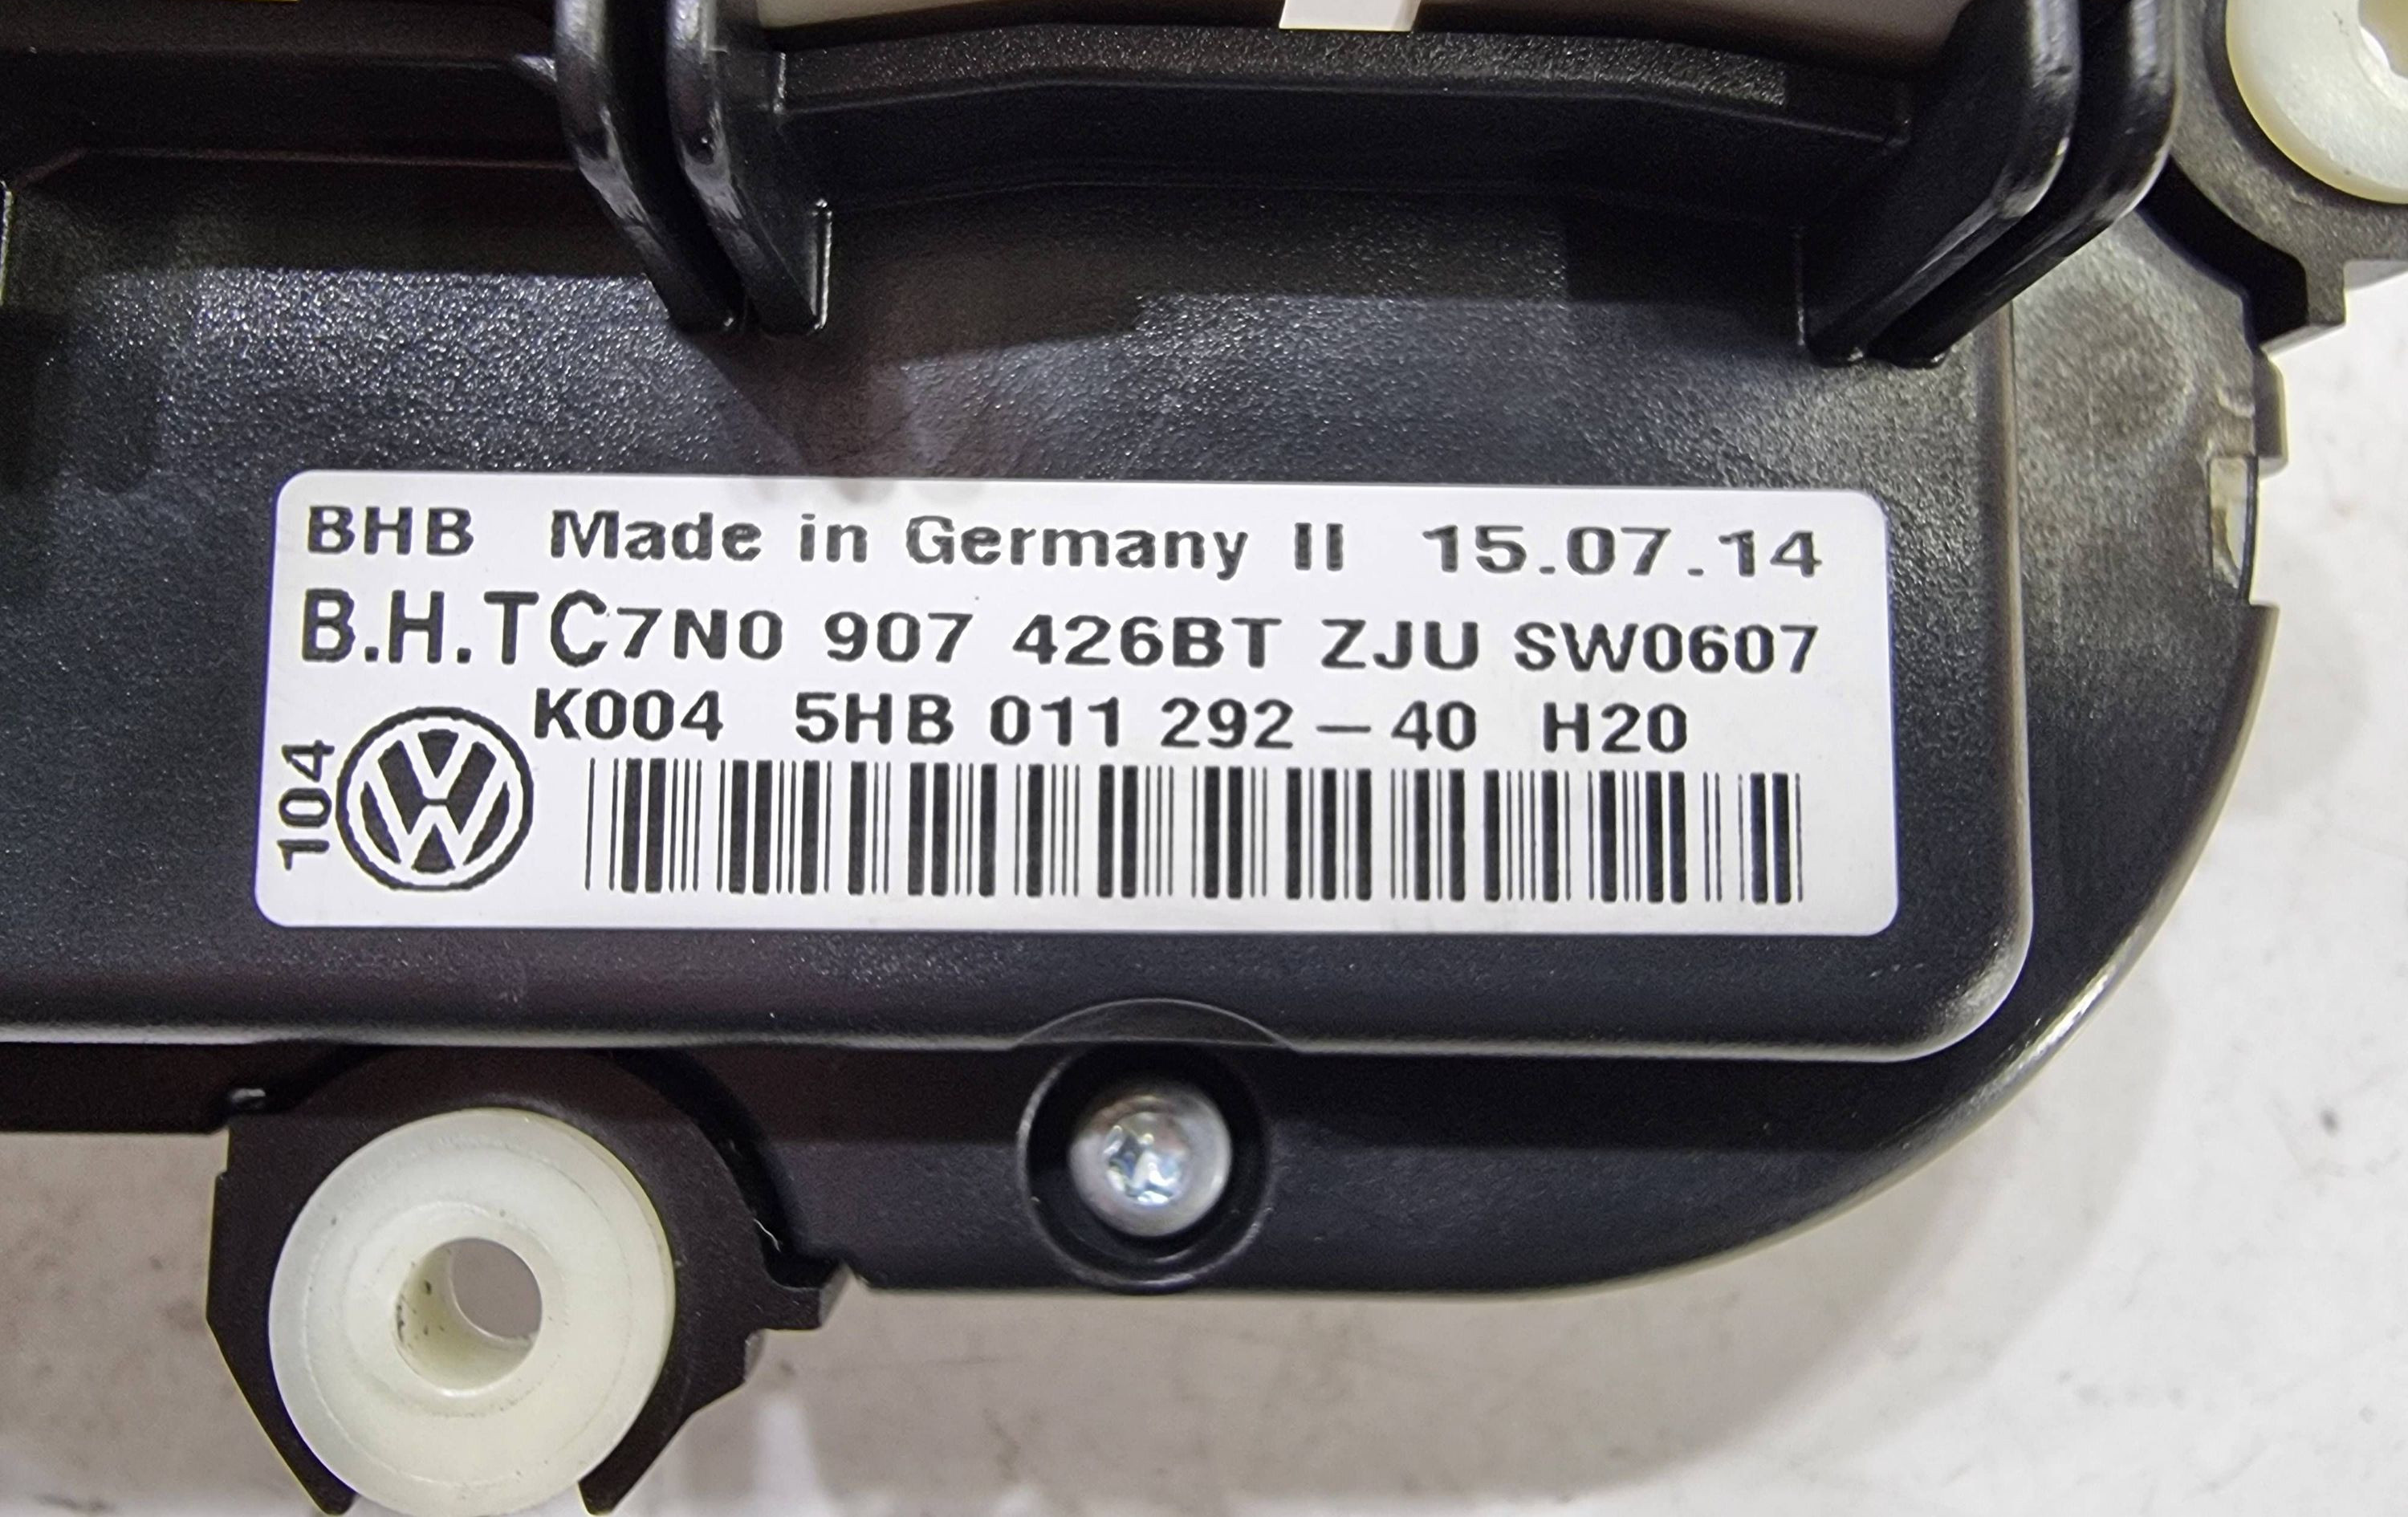 BHB Made in Germany II 15.07.14
B.H.TC7N0 907 426BT ZJU SW0607
K004 5HB 011 292-40 H20
104